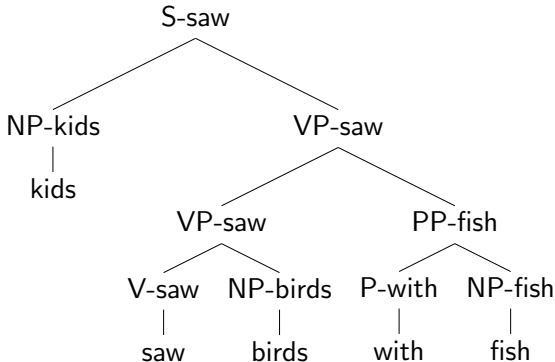 S-saw
NP-kids VP-saw
kids
VP-saw PP-fish
V-saw NP-birds P-with NP-fish
saw birds with fish